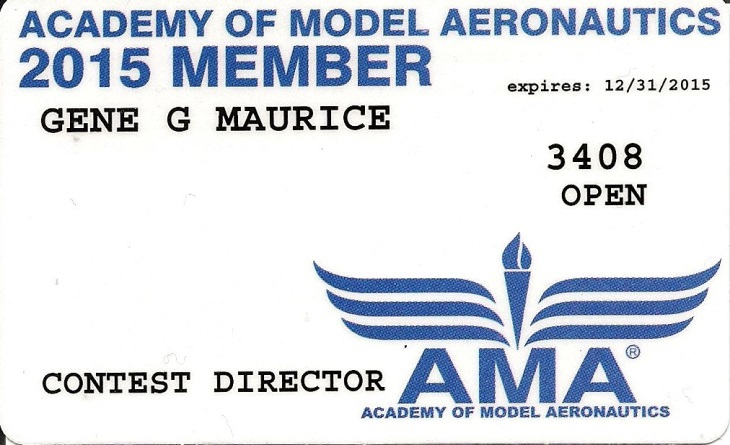 ACADEMY OF MODEL AERONAUTICS
2015 MEMBER
expires: 12/31/2015
GENE G MAURICE
3408
OPEN
CONTEST DIRECTOR
AMA®
ACADEMY OF MODEL AERONAUTICS